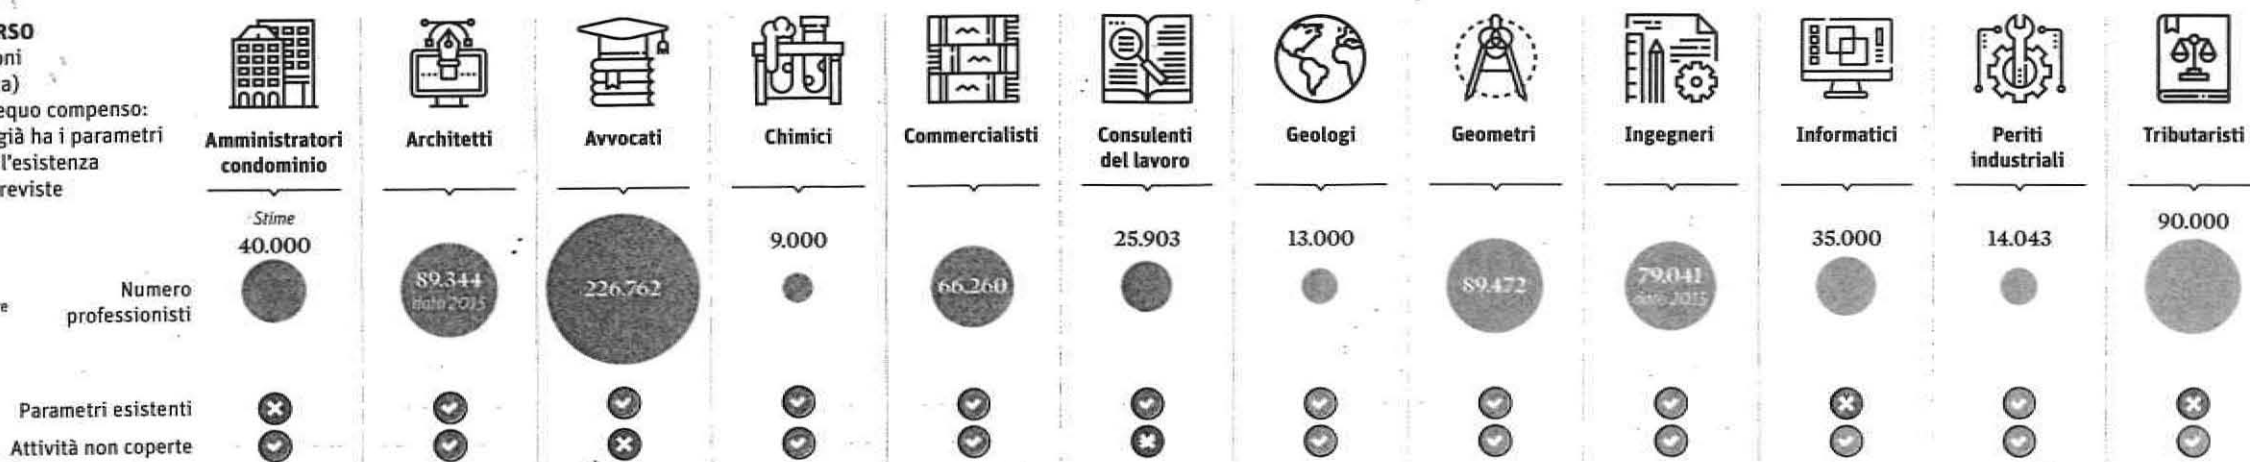 RSO
oni
a)
equo compenso:
già ha i parametri
l'esistenza
reviste
Amministratori
condominio
Architetti
Avvocati
Chimici
Commercialisti
Consulenti
del lavoro
Geologi
Geometri
Ingegneri
Informatici
Periti
industriali
Tributaristi
e
Numero
professionisti
Stime
40.000
89.344
dato 2015
226.762
9.000
66.260
25.903
13.000
89.472
79.041
dato 2015
35.000
14.043
90.000
Parametri esistenti
Attività non coperte